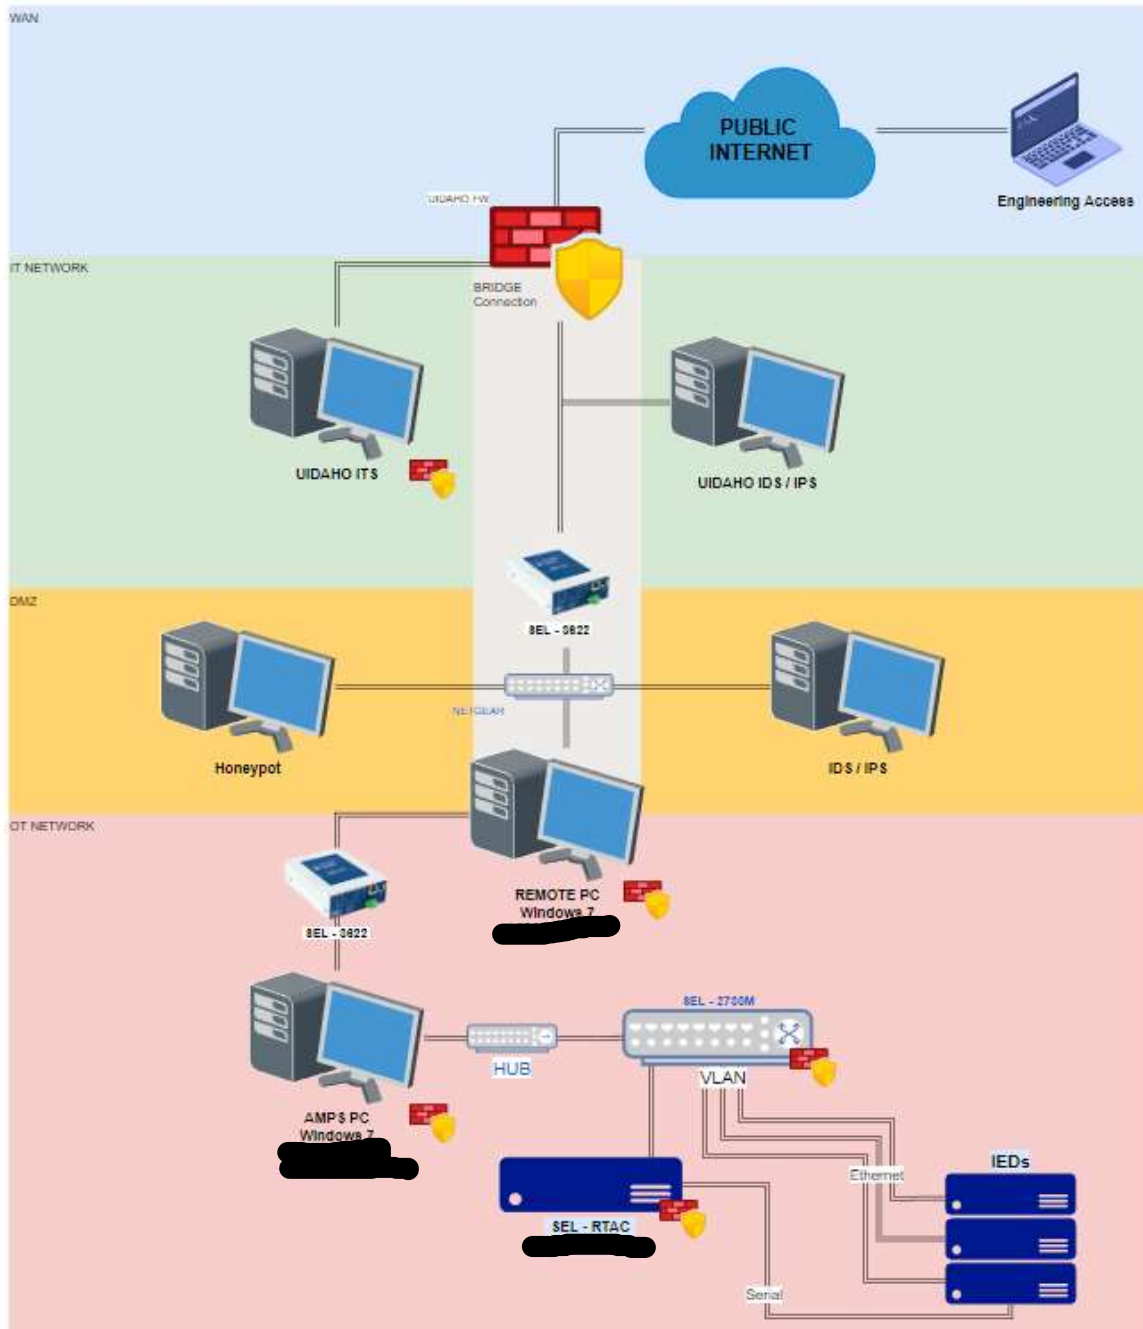 WAN
PUBLIC
INTERNET
Engineering Access
UIDAHO FW
IT NETWORK
BRIDGE
Connection
UIDAHO ITS
UIDAHO IDS / IPS
SEL - 3622
DMZ
NETGEAR
Honeypot
IDS / IPS
OT NETWORK
REMOTE PC
Windows 7
SEL - 3622
SEL - 2730M
HUB
VLAN
AMPS PC
Windows 7
IEDs
Ethernet
SEL - RTAC
Serial